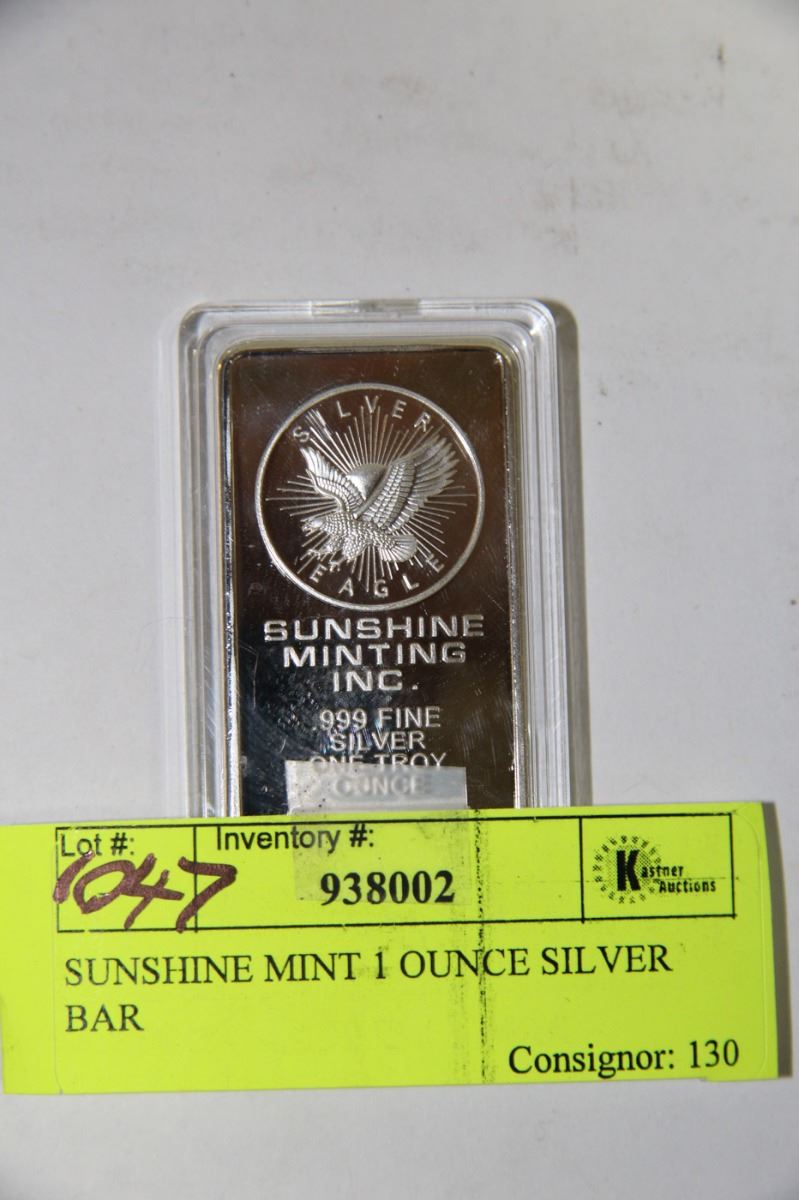 SILVER
EAGLE
SUNSHINE
MINTING
INC.
.999 FINE
SILVER
ONE TROY
OUNCE
Lot #:
1047
Inventory #:
938002
Kastner
Auctions
SUNSHINE MINT 1 OUNCE SILVER
BAR
Consignor: 130